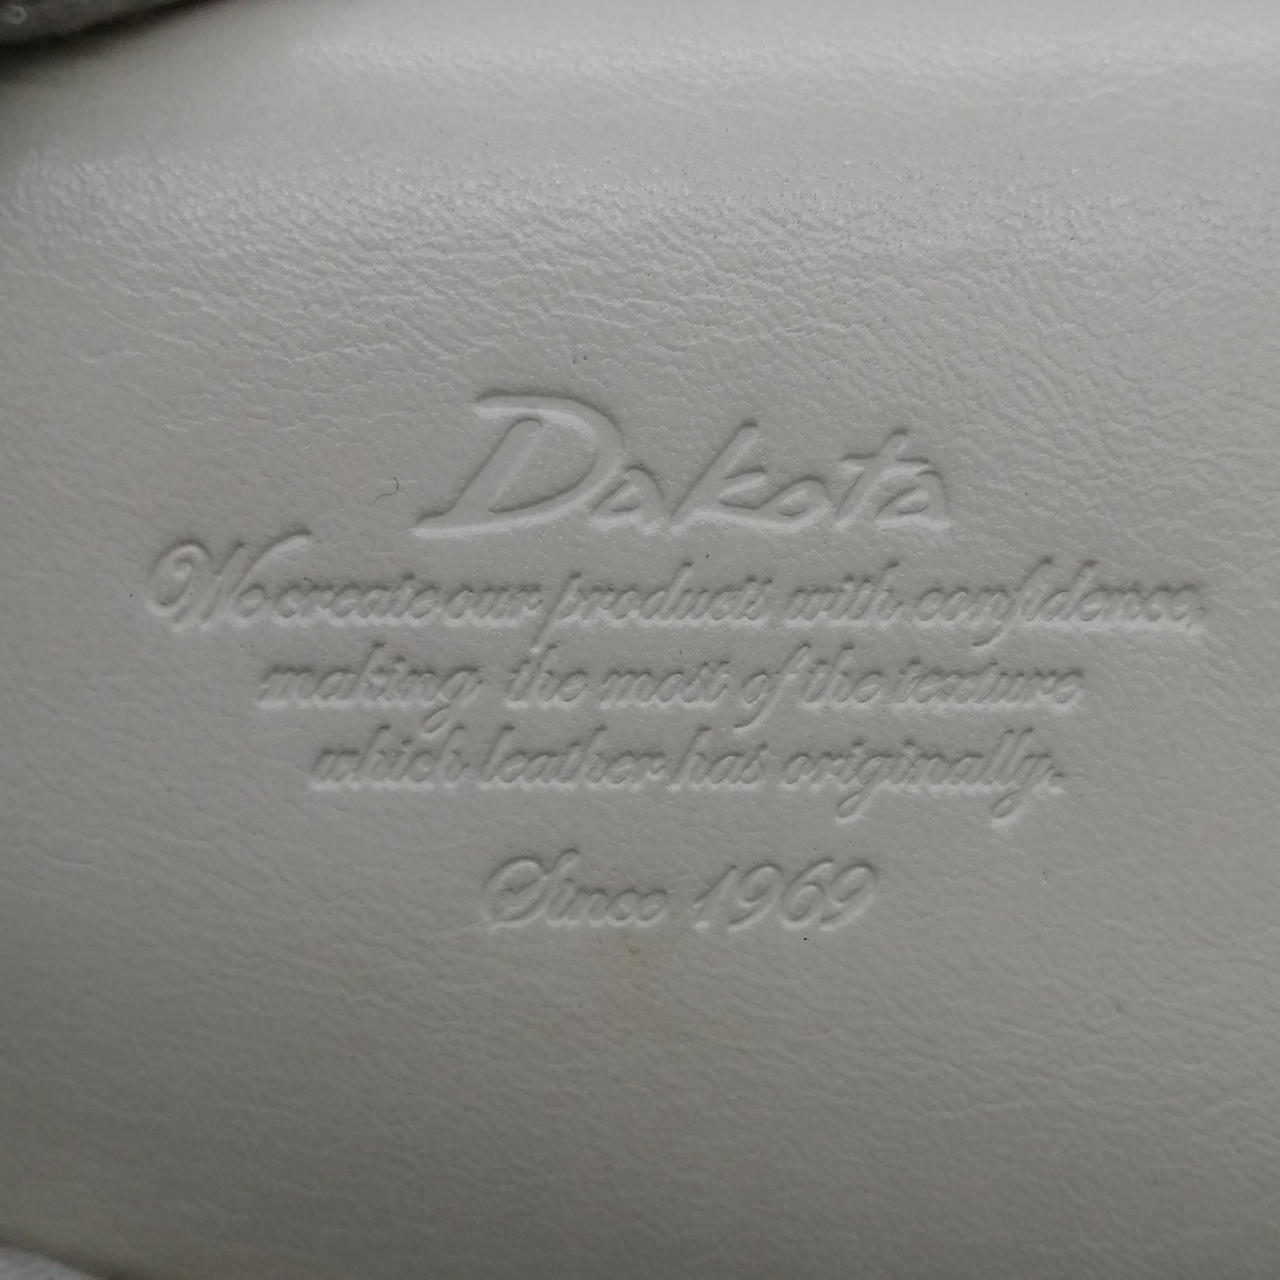 Dakota
We create our products with confidence,
making the most of the texture
which leather has originally.
Since 1969